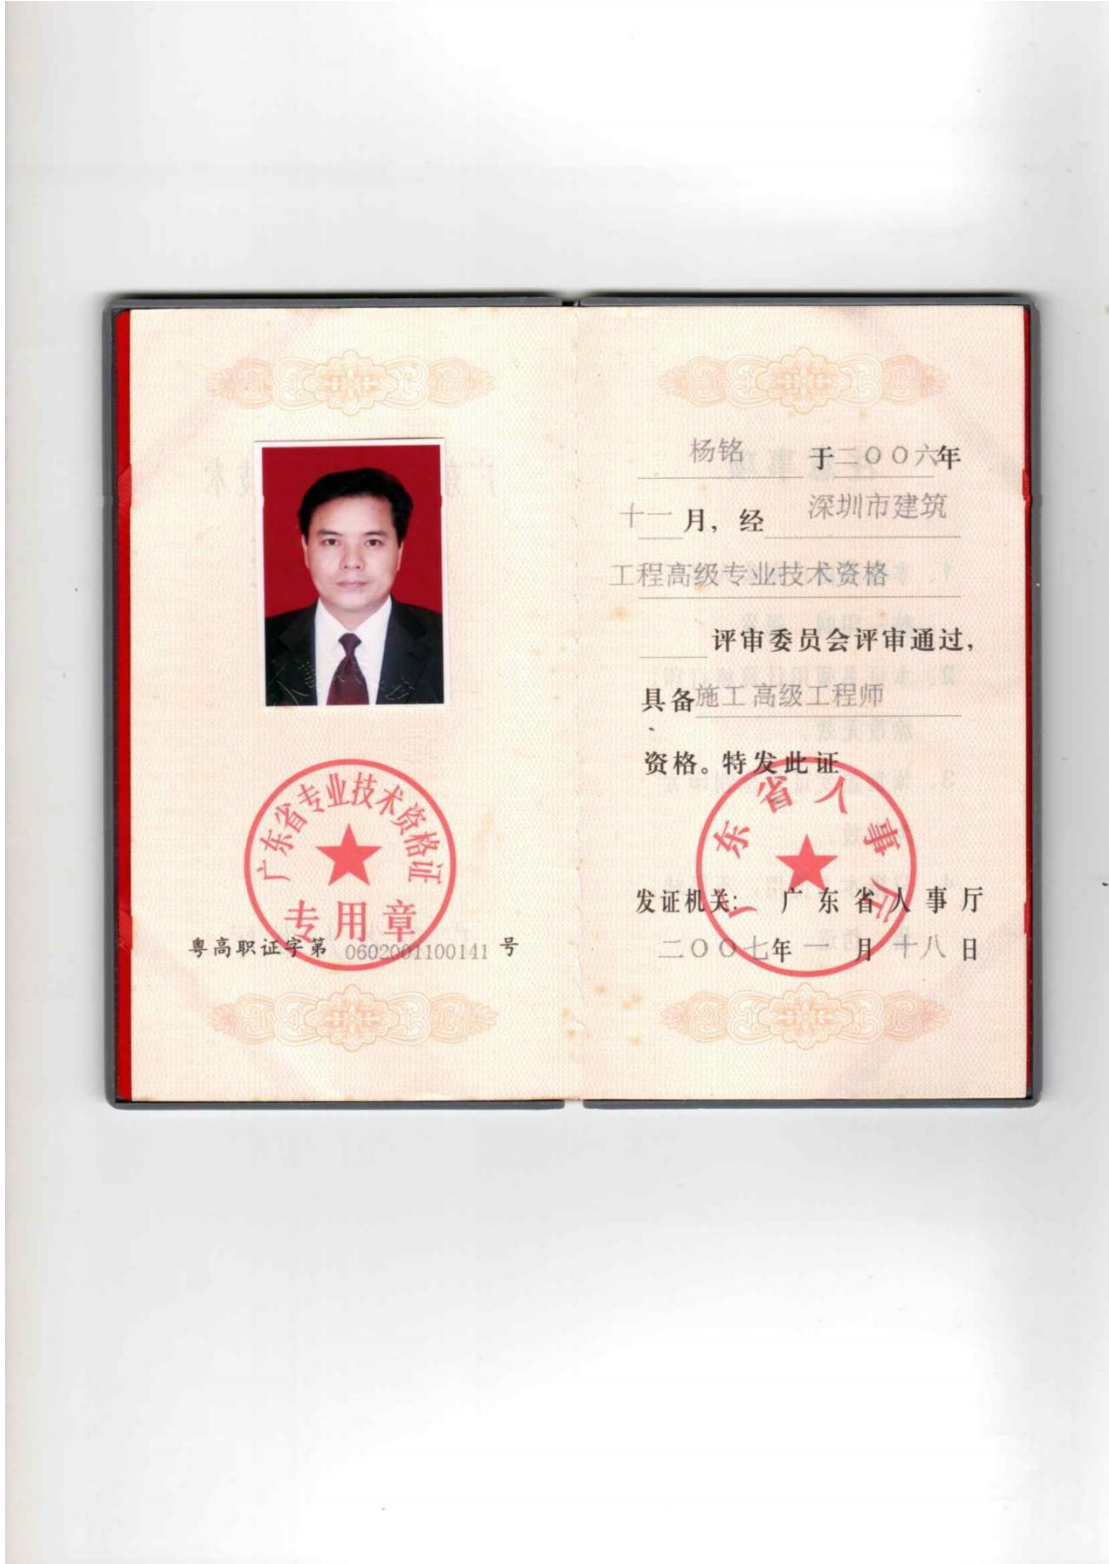 广东省专业技术资格证
专用章
粤高职证字第 0602001100141 号
杨铭 于二〇〇六年
十一月，经 深圳市建筑
工程高级专业技术资格
评审委员会评审通过，
具备施工高级工程师
资格。特发此证
广东省人事厅
发证机关： 广东省人事厅
二〇〇七年 一 月 十八 日